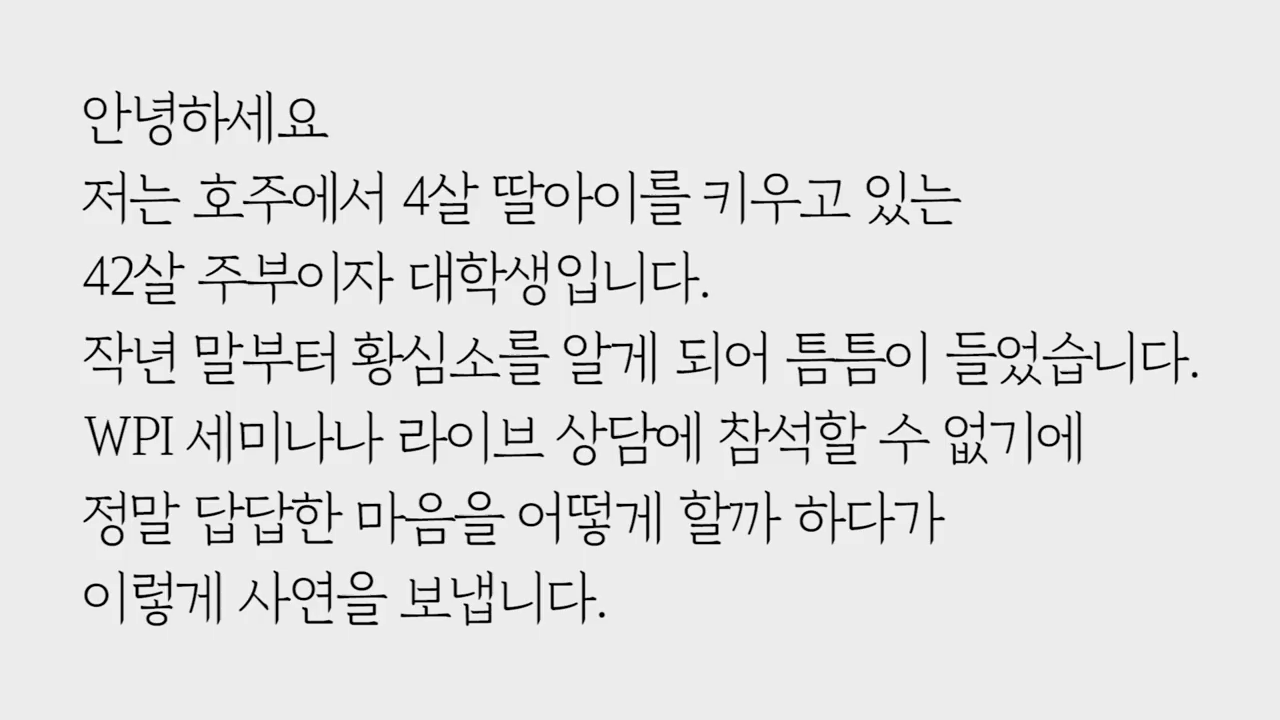 안녕하세요
저는 호주에서 4살 딸아이를 키우고 있는
42살 주부이자 대학생입니다.
작년 말부터 황심소를 알게 되어 틈틈이 들었습니다.
WPI 세미나나 라이브 상담에 참석할 수 없기에
정말 답답한 마음을 어떻게 할까 하다가
이렇게 사연을 보냅니다.